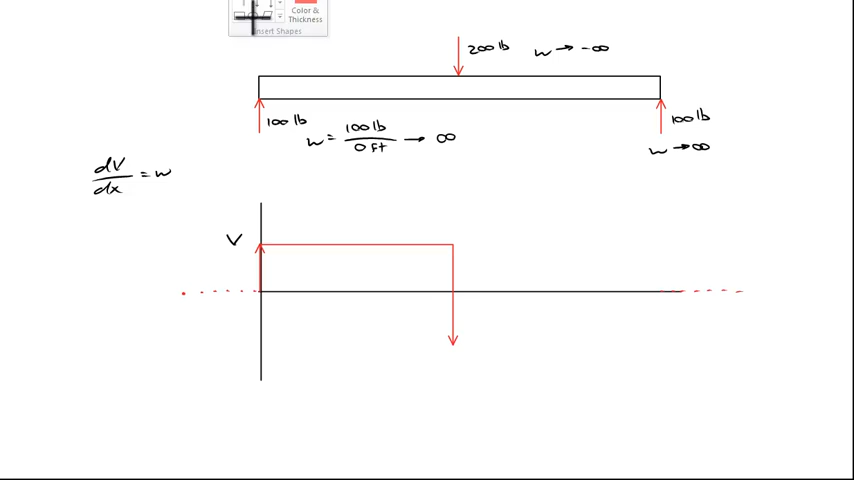 Color &
Thickness
Insert Shapes
200 lb w → -∞
100 lb
w = 100 lb / 0 ft → ∞
100 lb
w → ∞
dV/dx = w
V